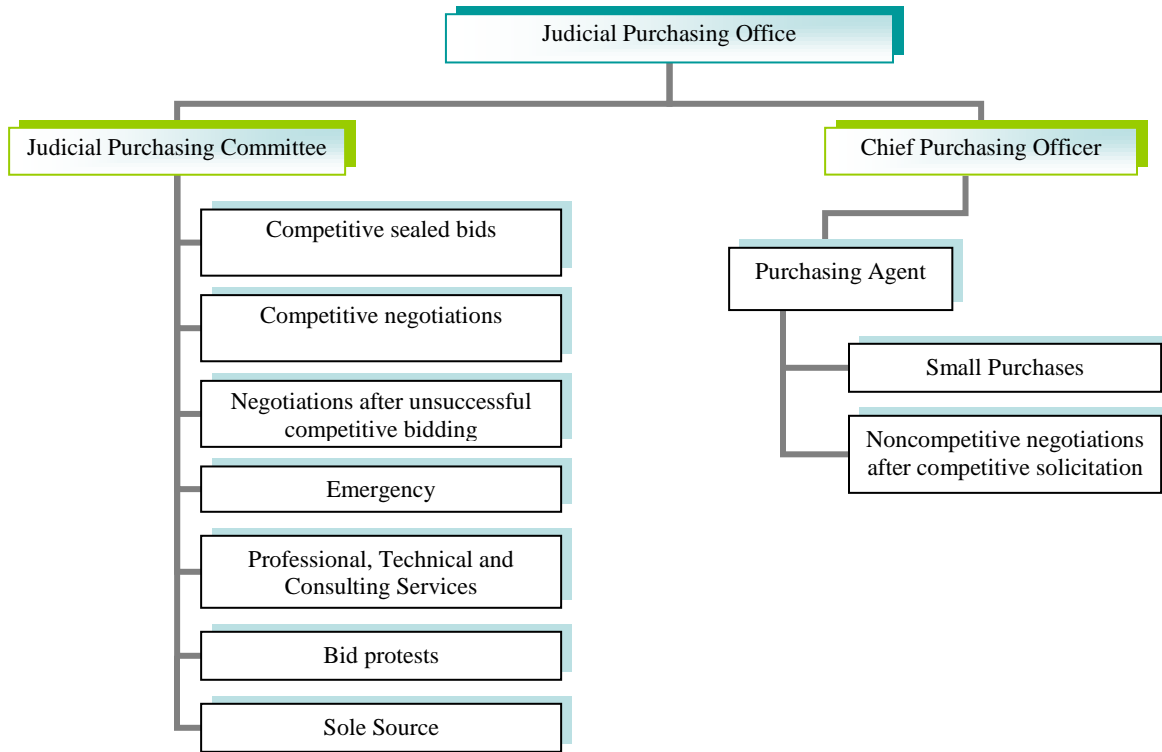 Judicial Purchasing Office
Judicial Purchasing Committee
Chief Purchasing Officer
Competitive sealed bids
Purchasing Agent
Competitive negotiations
Small Purchases
Negotiations after unsuccessful
competitive bidding
Noncompetitive negotiations
after competitive solicitation
Emergency
Professional, Technical and
Consulting Services
Bid protests
Sole Source